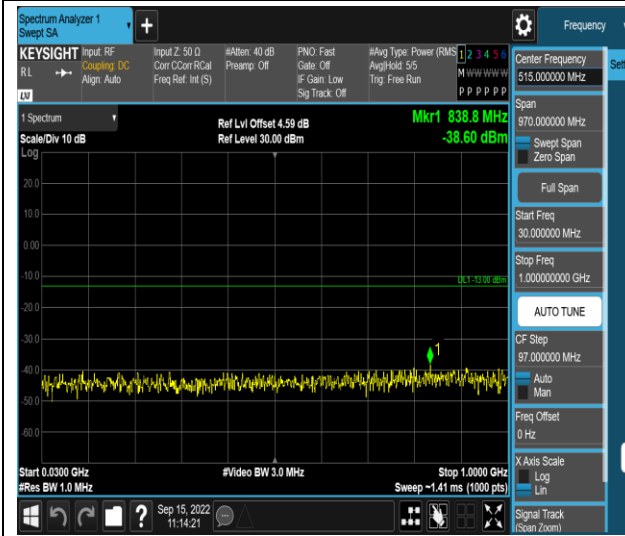 Spectrum Analyzer 1
Swept SA
Frequency
KEYSIGHT
RL
LXI
Input: RF
Coupling: DC
Align: Auto
Input Z: 50 Ω
Corr CCorr RCal
Freq Ref: Int (S)
#Atten: 40 dB
Preamp: Off
PNO: Fast
Gate: Off
IF Gain: Low
Sig Track: Off
#Avg Type: Power (RMS
Avg|Hold: 5/5
Trig: Free Run
1 2 3 4 5 6
M W W W W W
P P P P P P
1 Spectrum
Scale/Div 10 dB
Log
Ref Lvl Offset 4.59 dB
Ref Level 30.00 dBm
Mkr1 838.8 MHz
-38.60 dBm
20.0
10.0
0.00
-10.0
DL1 -13.00 dBm
-20.0
-30.0
1
-40.0
-50.0
-60.0
Start 0.0300 GHz
#Res BW 1.0 MHz
#Video BW 3.0 MHz
Stop 1.0000 GHz
Sweep ~1.41 ms (1000 pts)
Sep 15, 2022
11:14:21
?
Center Frequency
515.000000 MHz
Span
970.000000 MHz
Swept Span
Zero Span
Full Span
Start Freq
30.000000 MHz
Stop Freq
1.000000000 GHz
AUTO TUNE
CF Step
97.000000 MHz
Auto
Man
Freq Offset
0 Hz
X Axis Scale
Log
Lin
Signal Track
(Span Zoom)